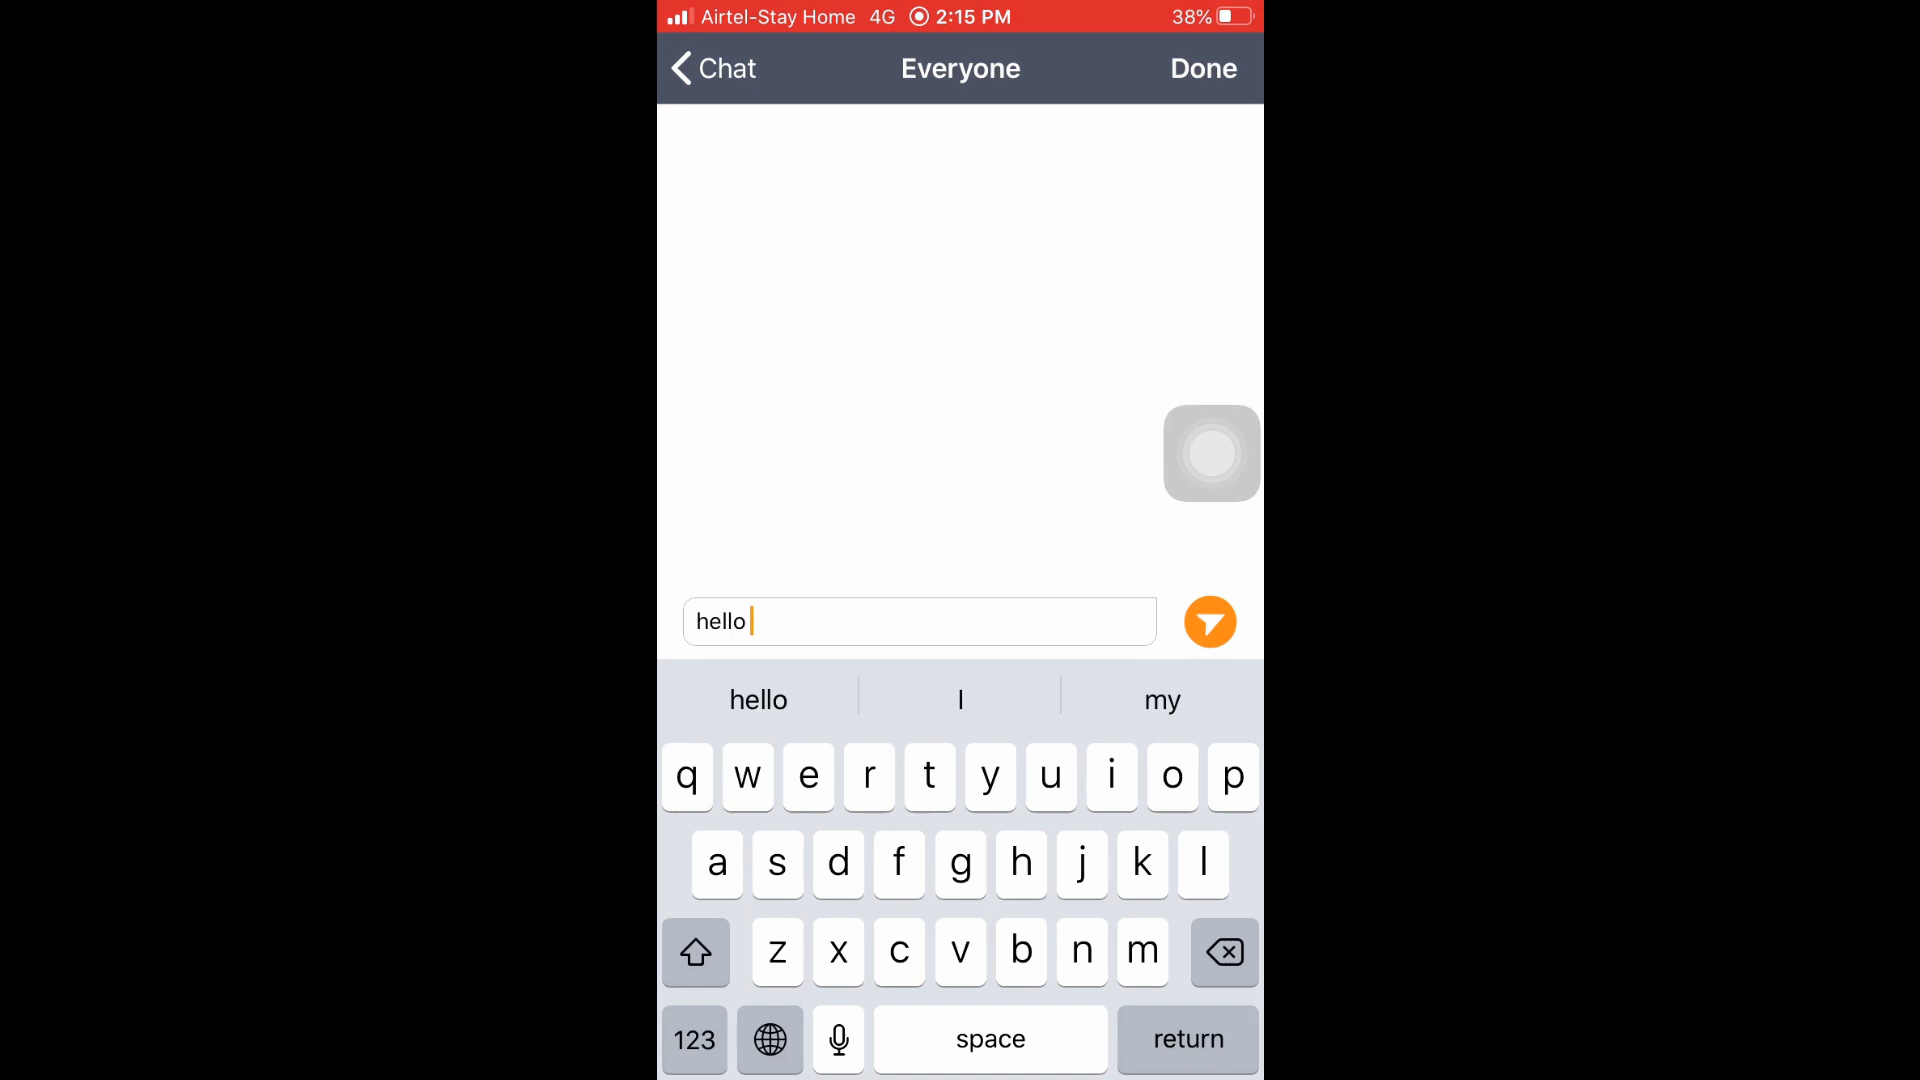 Airtel-Stay Home 4G 2:15 PM 38%
Chat Everyone Done
hello
hello I my
q w e r t y u i o p
a s d f g h j k l
z x c v b n m
123 space return